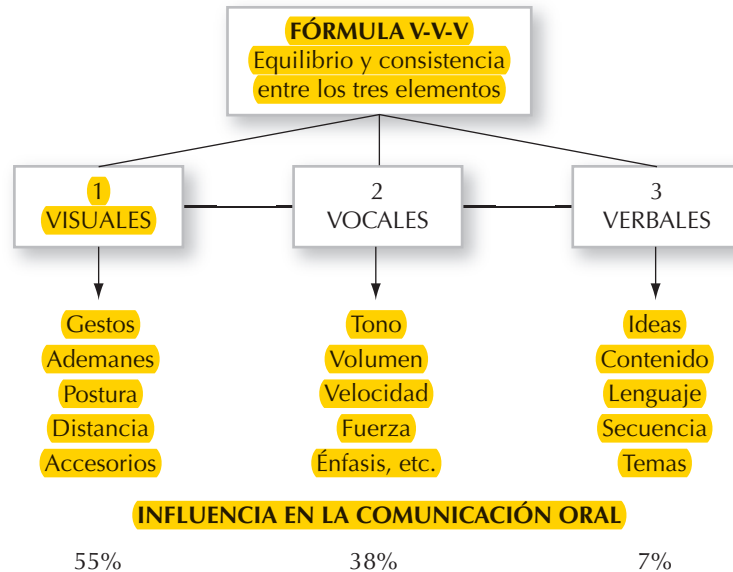 FÓRMULA V-V-V
Equilibrio y consistencia
entre los tres elementos
1
VISUALES
2
VOCALES
3
VERBALES
Gestos
Ademanes
Postura
Distancia
Accesorios
Tono
Volumen
Velocidad
Fuerza
Énfasis, etc.
Ideas
Contenido
Lenguaje
Secuencia
Temas
INFLUENCIA EN LA COMUNICACIÓN ORAL
55%
38%
7%